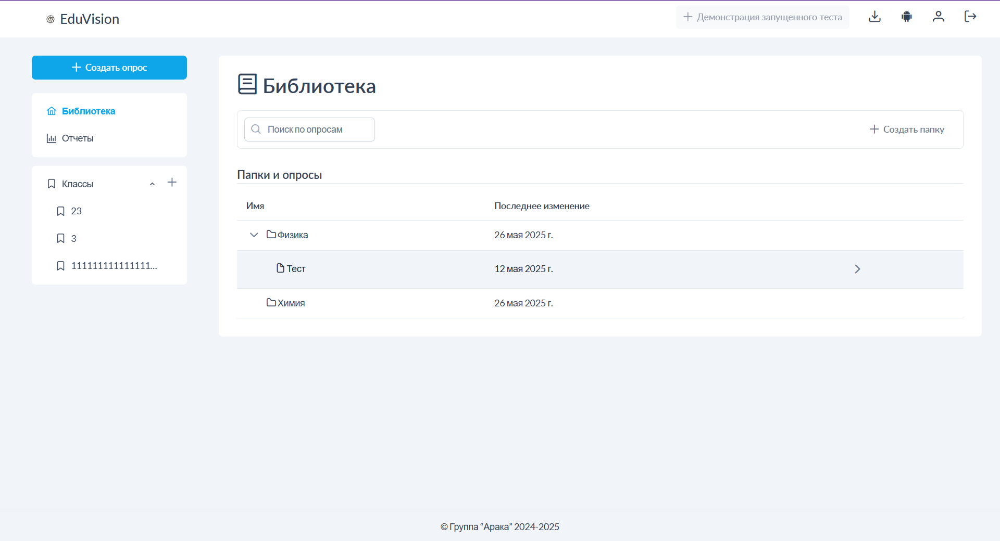 EduVision
Демонстрация запущенного теста
Создать опрос
Библиотека
Отчеты
Классы
23
3
111111111111111...
Библиотека
Поиск по опросам
Создать папку
Папки и опросы
Имя Последнее изменение
Физика 26 мая 2025 г.
Тест 12 мая 2025 г.
Химия 26 мая 2025 г.
© Группа “Арака” 2024-2025